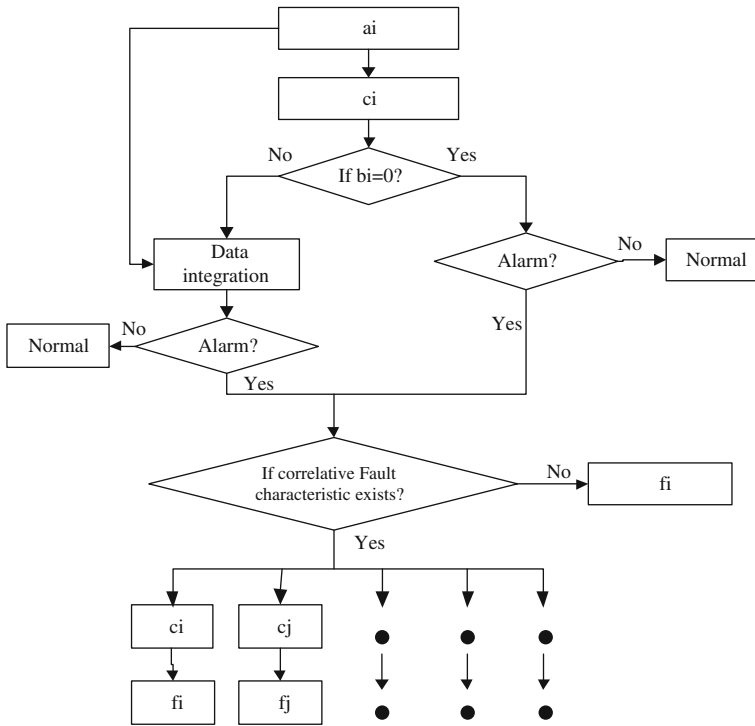 ai
ci
No
Yes
If bi=0?
Data
integration
Alarm?
No
Normal
Yes
Normal
No
Alarm?
Yes
If correlative Fault
characteristic exists?
No
fi
Yes
ci
cj
fi
fj